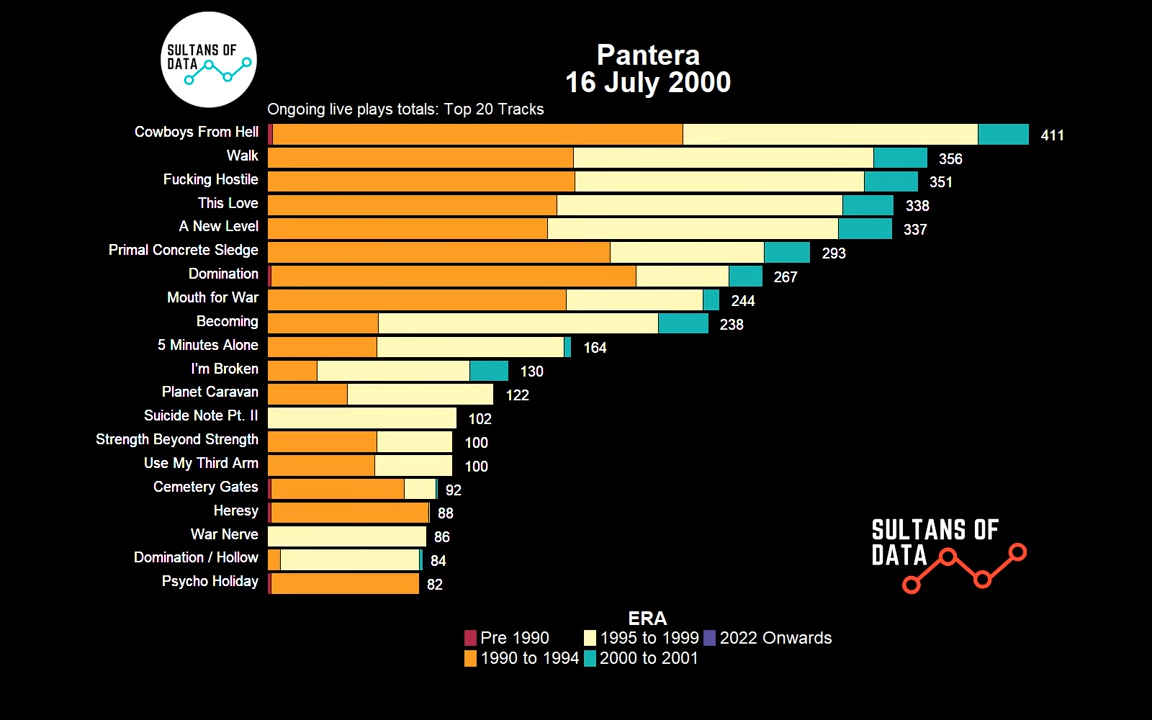 SULTANS OF
DATA
Pantera
16 July 2000
Ongoing live plays totals: Top 20 Tracks
Cowboys From Hell 411
Walk 356
Fucking Hostile 351
This Love 338
A New Level 337
Primal Concrete Sledge 293
Domination 267
Mouth for War 244
Becoming 238
5 Minutes Alone 164
I'm Broken 130
Planet Caravan 122
Suicide Note Pt. II 102
Strength Beyond Strength 100
Use My Third Arm 100
Cemetery Gates 92
Heresy 88
War Nerve 86
Domination / Hollow 84
Psycho Holiday 82
SULTANS OF
DATA
ERA
Pre 1990 1995 to 1999 2022 Onwards
1990 to 1994 2000 to 2001